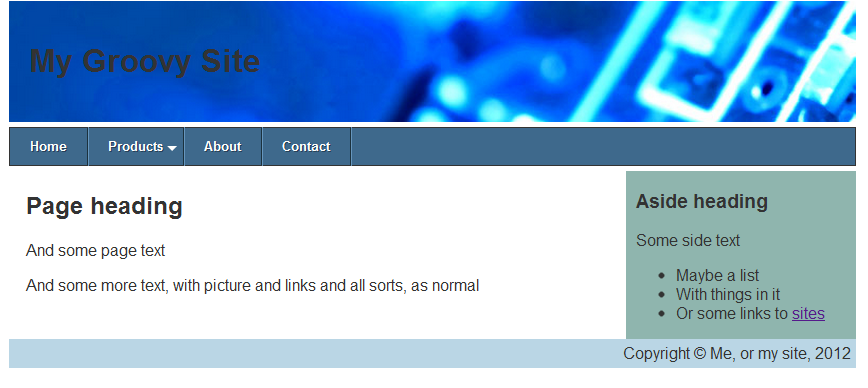 My Groovy Site
Home Products About Contact
Page heading
And some page text
And some more text, with picture and links and all sorts, as normal
Aside heading
Some side text
Maybe a list
With things in it
Or some links to sites
Copyright © Me, or my site, 2012